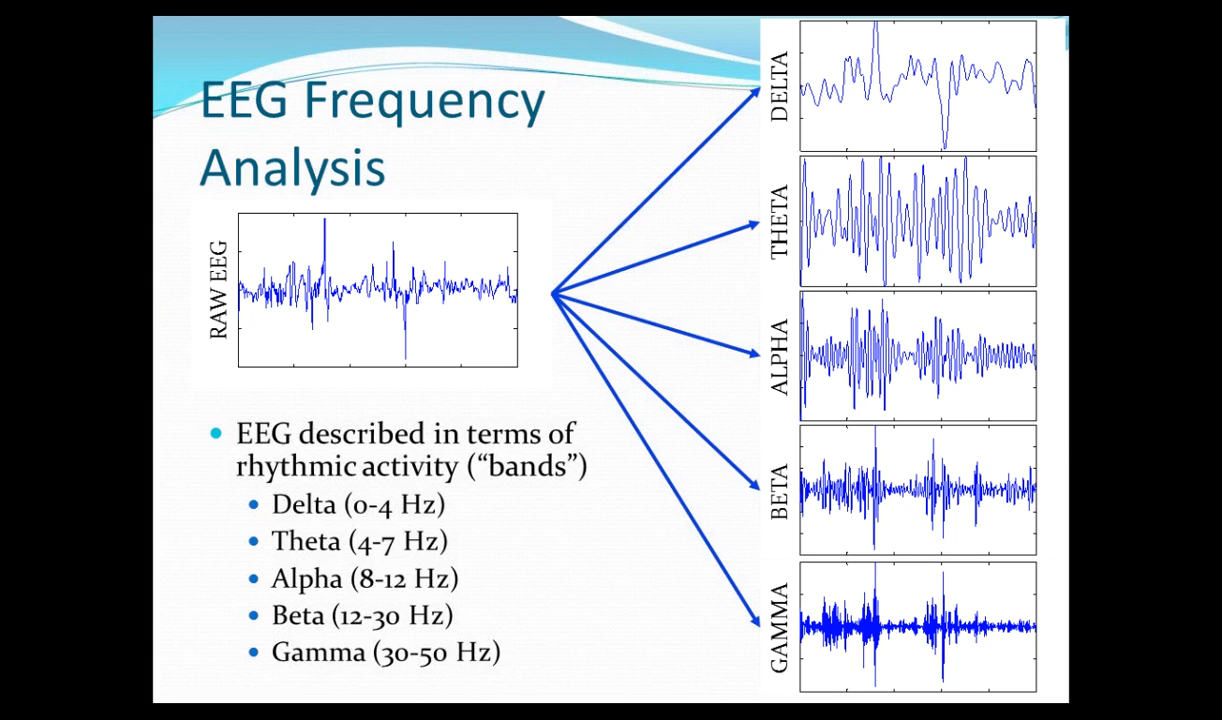 EEG Frequency
Analysis
RAW EEG
EEG described in terms of
rhythmic activity (“bands”)
Delta (0-4 Hz)
Theta (4-7 Hz)
Alpha (8-12 Hz)
Beta (12-30 Hz)
Gamma (30-50 Hz)
DELTA
THETA
ALPHA
BETA
GAMMA